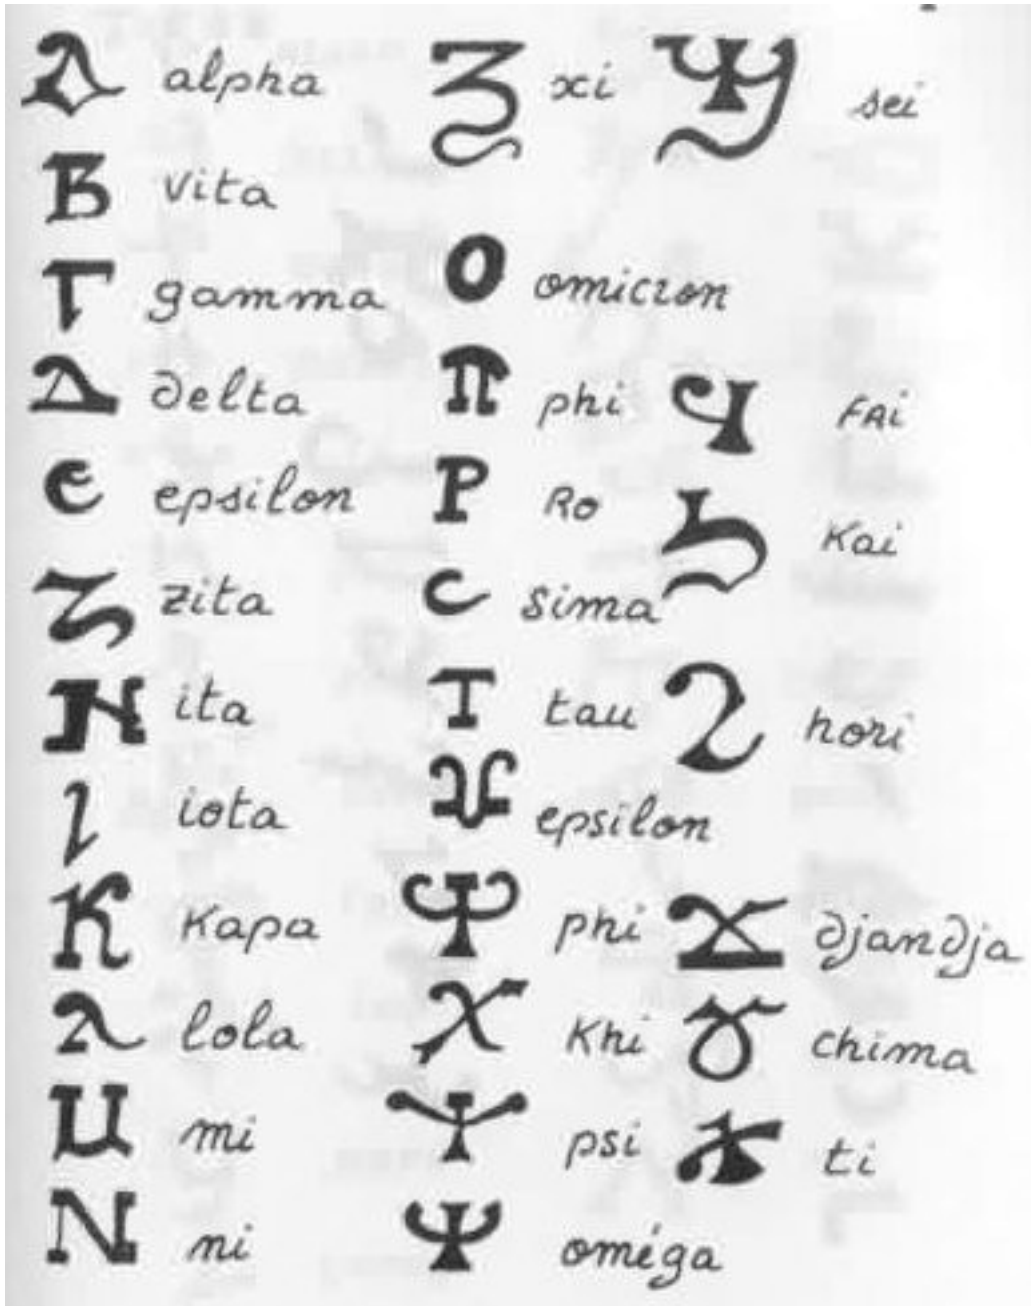 Ⲁ alpha
Ⲃ vita
Ⲅ gamma
Ⲇ delta
Ⲉ epsilon
Ⲍ zita
Ⲏ ita
Ⲓ iota
Ⲕ Kapa
Ⲗ lola
Ⲙ mi
Ⲛ ni
Ⲝ xi
Ⲟ omicron
Ⲡ phi
Ⲣ Ro
Ⲥ sima
Ⲧ tau
Ⲩ epsilon
Ⲫ phi
Ⲭ Khi
Ⲯ psi
Ⲱ oméga
Ϣ sei
Ϥ FAi
Ϧ Kai
Ϩ hori
Ϫ djandja
Ϭ chima
Ϯ ti